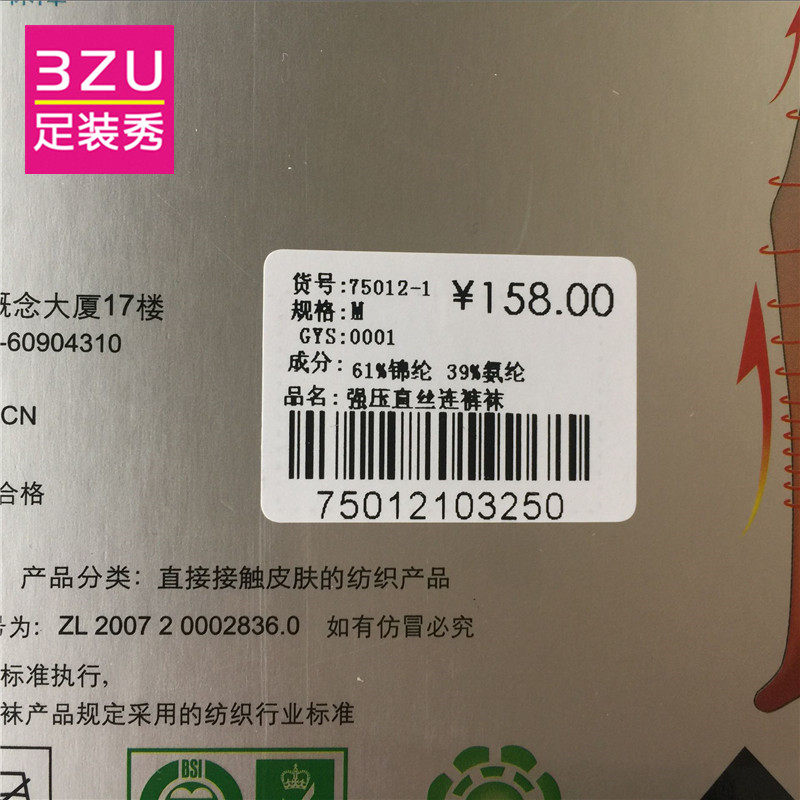 3ZU
足装秀
概念大厦17楼
-60904310
CN
合格
货号:75012-1 ¥158.00
规格:M
GYS:0001
成分: 61%锦纶 39%氨纶
品名: 强压直丝连裤袜
75012103250
产品分类: 直接接触皮肤的纺织产品
号为: ZL 2007 2 0002836.0 如有仿冒必究
标准执行,
袜产品规定采用的纺织行业标准
BSI